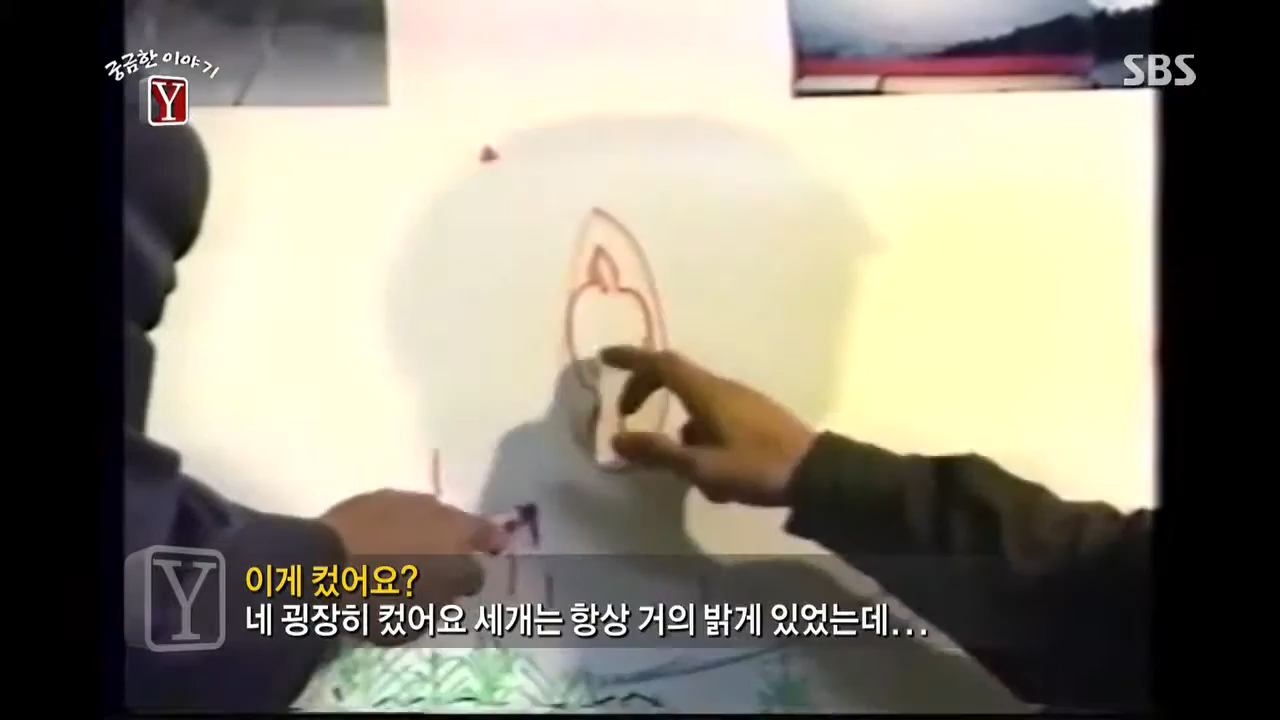 궁금한 이야기
Y
SBS
Y
이게 컸어요?
네 굉장히 컸어요 세개는 항상 거의 밝게 있었는데...